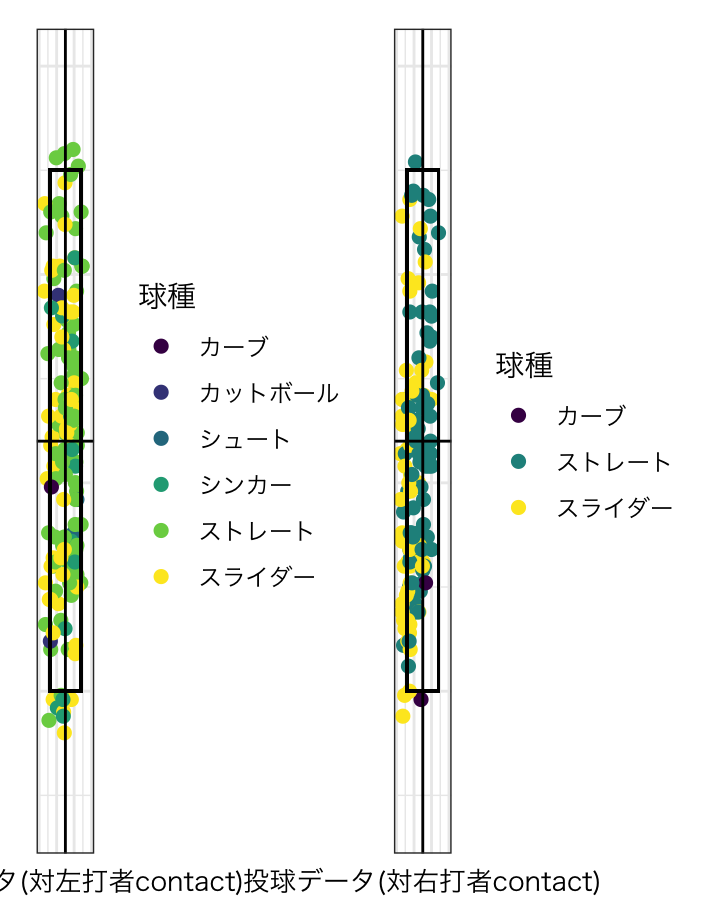 球種
カーブ
カットボール
シュート
シンカー
ストレート
スライダー
球種
カーブ
ストレート
スライダー
タ(対左打者contact)投球データ(対右打者contact)